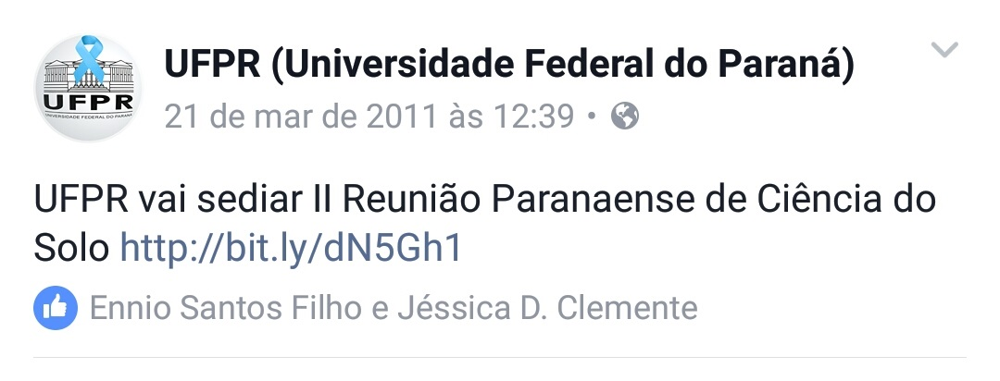 UFPR
UNIVERSIDADE FEDERAL DO PARANÁ
UFPR (Universidade Federal do Paraná)
21 de mar de 2011 às 12:39 •
UFPR vai sediar II Reunião Paranaense de Ciência do
Solo http://bit.ly/dN5Gh1
Ennio Santos Filho e Jéssica D. Clemente